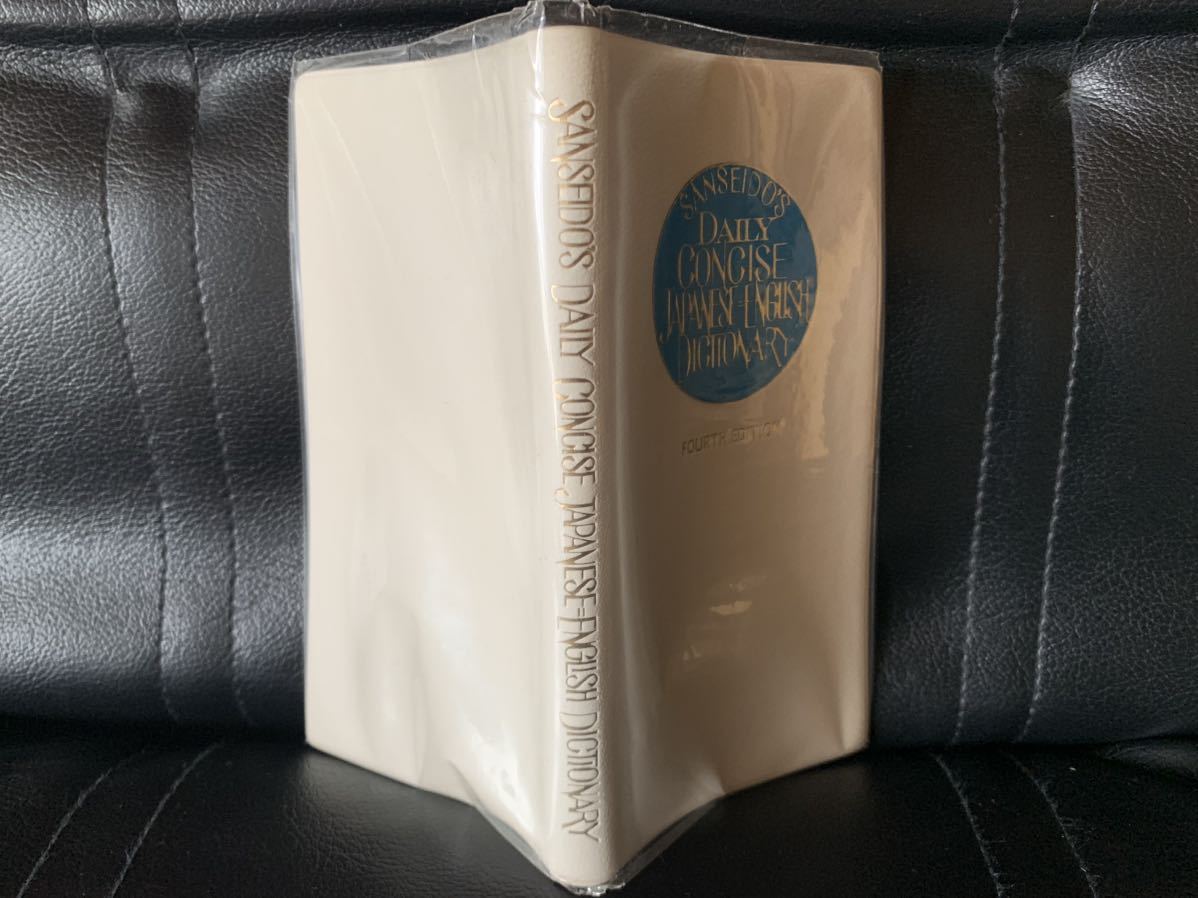 SANSEIDO'S DAILY CONCISE JAPANESE=ENGLISH DICTIONARY
SANSEIDO'S
DAILY
CONCISE
JAPANESE=ENGLISH
DICTIONARY
FOURTH EDITION